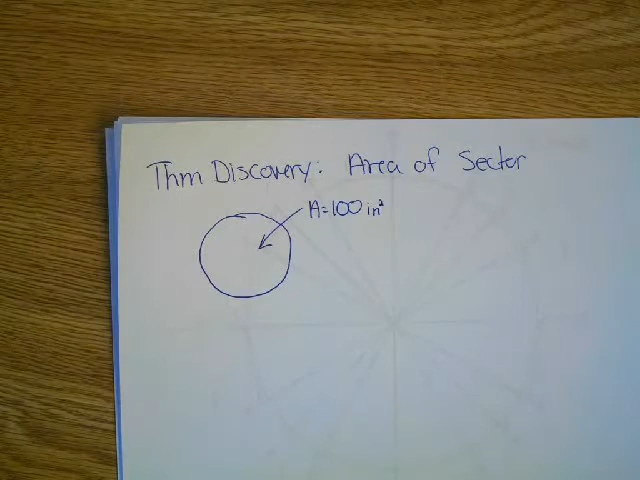 Thm Discovery: Area of Sector
A=100 in²